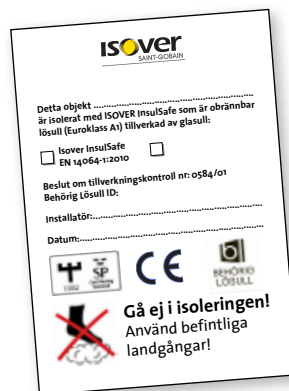 isover
SAINT-GOBAIN
Detta objekt ........................................................
är isolerat med ISOVER InsulSafe som är obrännbar
lösull (Euroklass A1) tillverkad av glasull:
Isover InsulSafe
EN 14064-1:2010
Beslut om tillverkningskontroll nr: 0584/01
Behörig Lösull ID:
Installatör:........................................................
Datum:........................................................
SP
1002
CE
BEHÖRIG
LÖSULL
Gå ej i isoleringen!
Använd befintliga
landgångar!